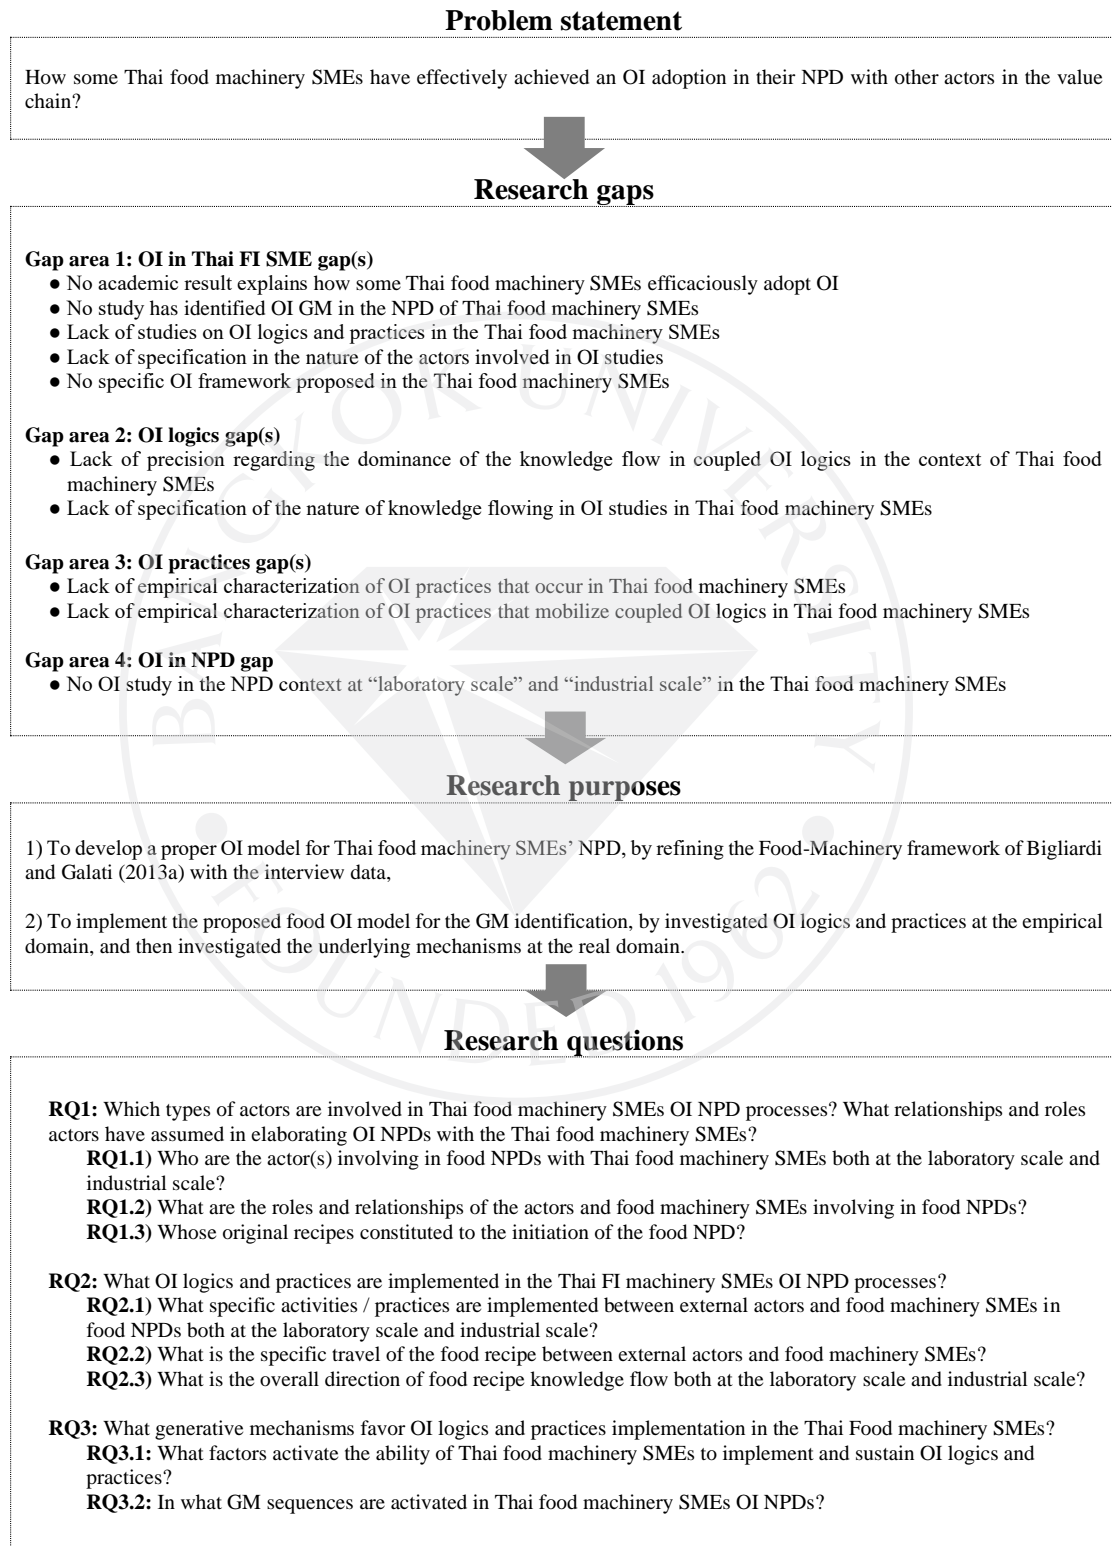 Problem statement
How some Thai food machinery SMEs have effectively achieved an OI adoption in their NPD with other actors in the value
chain?
Research gaps
Gap area 1: OI in Thai FI SME gap(s)
● No academic result explains how some Thai food machinery SMEs efficaciously adopt OI
● No study has identified OI GM in the NPD of Thai food machinery SMEs
● Lack of studies on OI logics and practices in the Thai food machinery SMEs
● Lack of specification in the nature of the actors involved in OI studies
● No specific OI framework proposed in the Thai food machinery SMEs
Gap area 2: OI logics gap(s)
● Lack of precision regarding the dominance of the knowledge flow in coupled OI logics in the context of Thai food
machinery SMEs
● Lack of specification of the nature of knowledge flowing in OI studies in Thai food machinery SMEs
Gap area 3: OI practices gap(s)
● Lack of empirical characterization of OI practices that occur in Thai food machinery SMEs
● Lack of empirical characterization of OI practices that mobilize coupled OI logics in Thai food machinery SMEs
Gap area 4: OI in NPD gap
● No OI study in the NPD context at “laboratory scale” and “industrial scale” in the Thai food machinery SMEs
Research purposes
1) To develop a proper OI model for Thai food machinery SMEs’ NPD, by refining the Food-Machinery framework of Bigliardi
and Galati (2013a) with the interview data,
2) To implement the proposed food OI model for the GM identification, by investigated OI logics and practices at the empirical
domain, and then investigated the underlying mechanisms at the real domain.
Research questions
RQ1: Which types of actors are involved in Thai food machinery SMEs OI NPD processes? What relationships and roles
actors have assumed in elaborating OI NPDs with the Thai food machinery SMEs?
RQ1.1) Who are the actor(s) involving in food NPDs with Thai food machinery SMEs both at the laboratory scale and
industrial scale?
RQ1.2) What are the roles and relationships of the actors and food machinery SMEs involving in food NPDs?
RQ1.3) Whose original recipes constituted to the initiation of the food NPD?
RQ2: What OI logics and practices are implemented in the Thai FI machinery SMEs OI NPD processes?
RQ2.1) What specific activities / practices are implemented between external actors and food machinery SMEs in
food NPDs both at the laboratory scale and industrial scale?
RQ2.2) What is the specific travel of the food recipe between external actors and food machinery SMEs?
RQ2.3) What is the overall direction of food recipe knowledge flow both at the laboratory scale and industrial scale?
RQ3: What generative mechanisms favor OI logics and practices implementation in the Thai Food machinery SMEs?
RQ3.1: What factors activate the ability of Thai food machinery SMEs to implement and sustain OI logics and
practices?
RQ3.2: In what GM sequences are activated in Thai food machinery SMEs OI NPDs?
BANGKOK UNIVERSITY
FOUNDED 1962